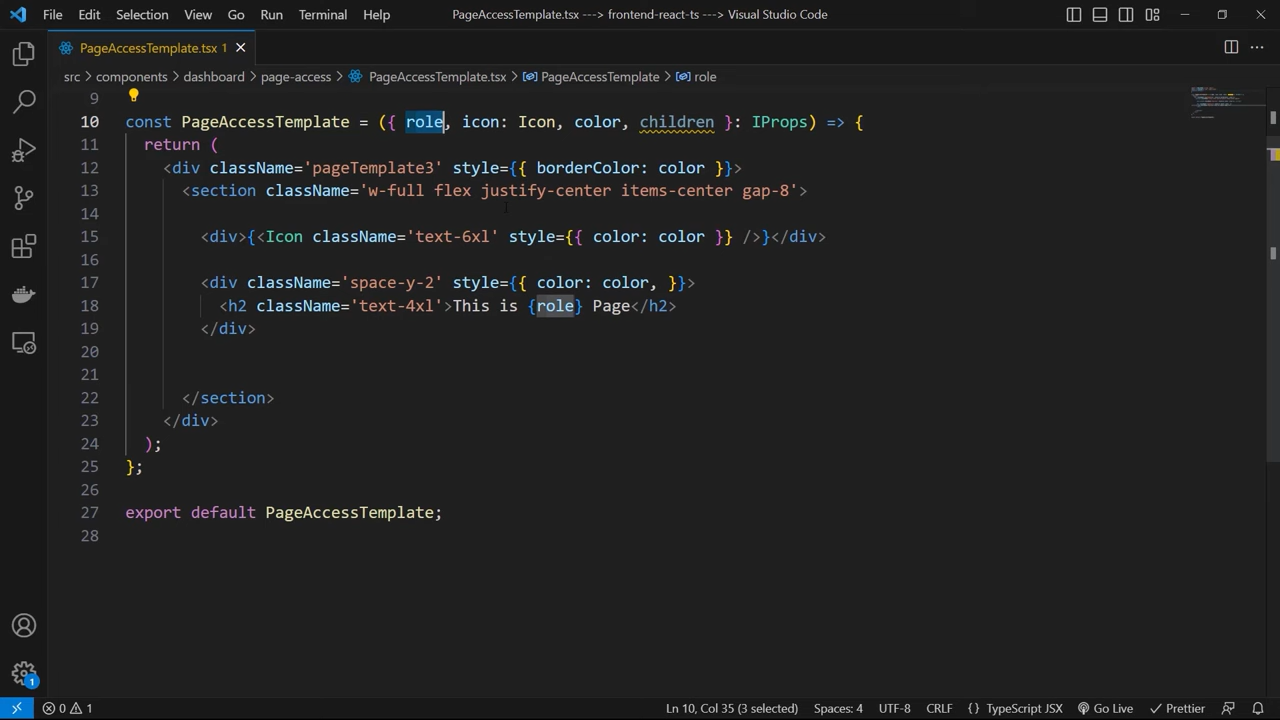 File Edit Selection View Go Run Terminal Help PageAccessTemplate.tsx ---> frontend-react-ts ---> Visual Studio Code
PageAccessTemplate.tsx 1
src > components > dashboard > page-access > PageAccessTemplate.tsx > PageAccessTemplate > role
9
10 const PageAccessTemplate = ({ role, icon: Icon, color, children }: IProps) => {
11 return (
12 <div className='pageTemplate3' style={{ borderColor: color }}>
13 <section className='w-full flex justify-center items-center gap-8'>
14
15 <div>{<Icon className='text-6xl' style={{ color: color }} />}</div>
16
17 <div className='space-y-2' style={{ color: color, }}>
18 <h2 className='text-4xl'>This is {role} Page</h2>
19 </div>
20
21
22 </section>
23 </div>
24 );
25 };
26
27 export default PageAccessTemplate;
28
1
0 1 Ln 10, Col 35 (3 selected) Spaces: 4 UTF-8 CRLF { } TypeScript JSX Go Live Prettier